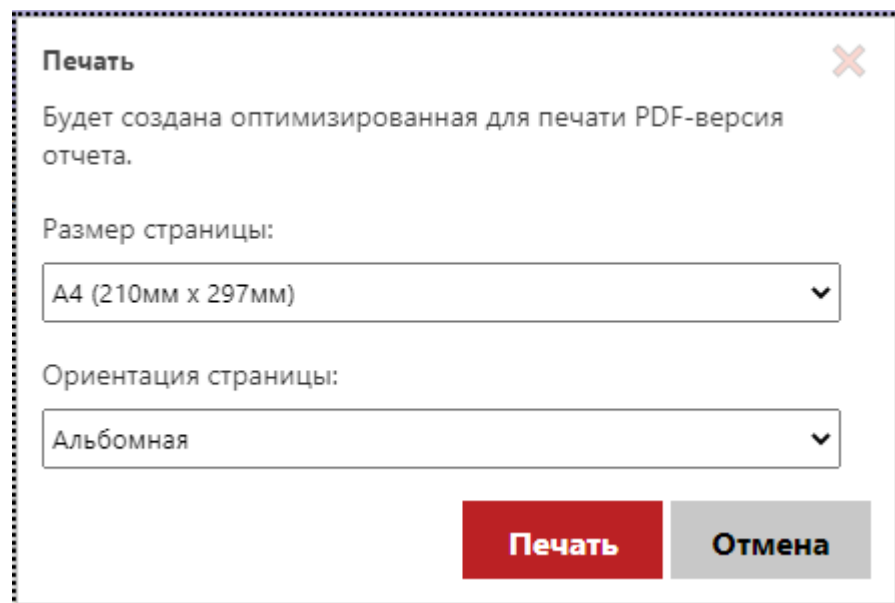 Печать
Будет создана оптимизированная для печати PDF-версия
отчета.
Размер страницы:
A4 (210мм x 297мм)
Ориентация страницы:
Альбомная
Печать Отмена